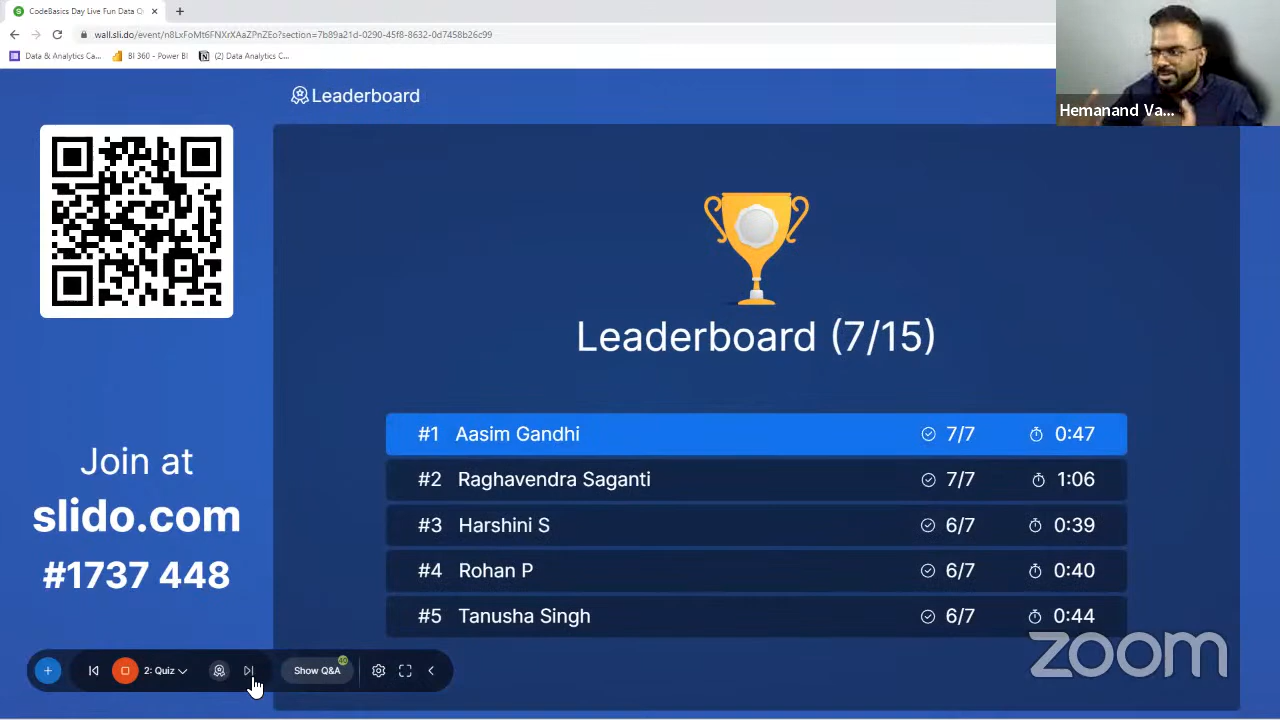 CodeBasics Day Live Fun Data Q
wall.sli.do/event/n8LxFoMt6FNXrXAaZPnZEo?section=7b89a21d-0290-45f8-8632-0d7458b26c99
Data & Analytics Ca...
BI 360 - Power BI
(2) Data Analytics C...
Hemanand Va...
Leaderboard
Leaderboard (7/15)
#1 Aasim Gandhi 7/7 0:47
#2 Raghavendra Saganti 7/7 1:06
#3 Harshini S 6/7 0:39
#4 Rohan P 6/7 0:40
#5 Tanusha Singh 6/7 0:44
Join at
slido.com
#1737 448
2: Quiz
Show Q&A
zoom